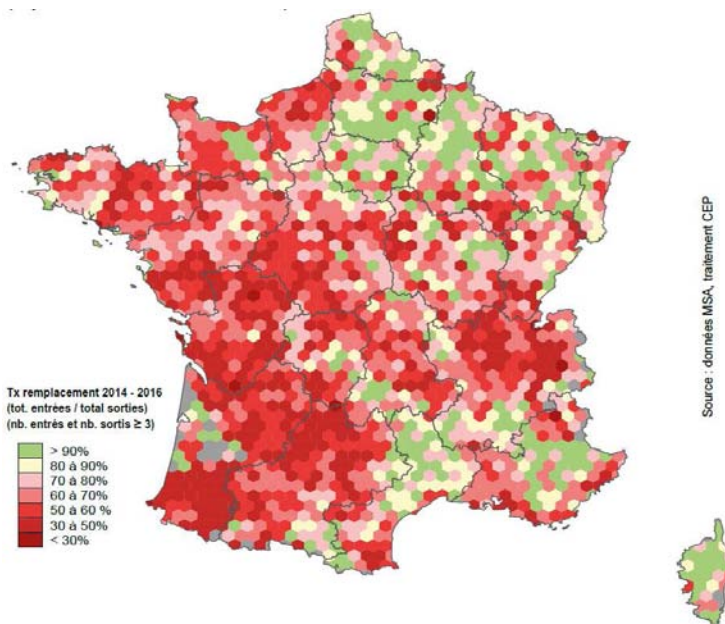 Tx remplacement 2014 - 2016
(tot. entrées / total sorties)
(nb. entrés et nb. sortis ≥ 3)
> 90%
80 à 90%
70 à 80%
60 à 70%
50 à 60 %
30 à 50%
< 30%
Source : données MSA, traitement CEP